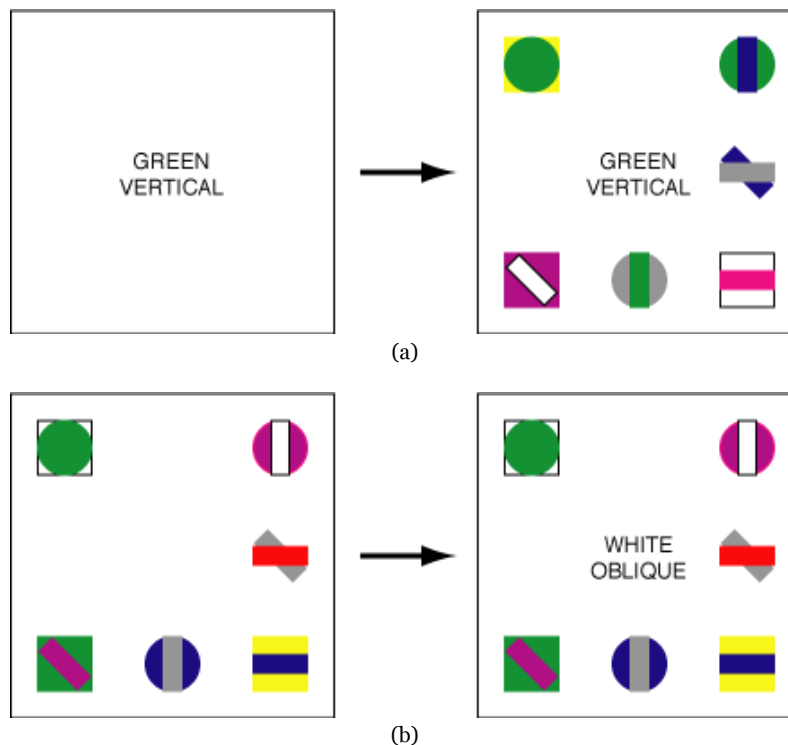 GREEN
VERTICAL
GREEN
VERTICAL
(a)
WHITE
OBLIQUE
(b)